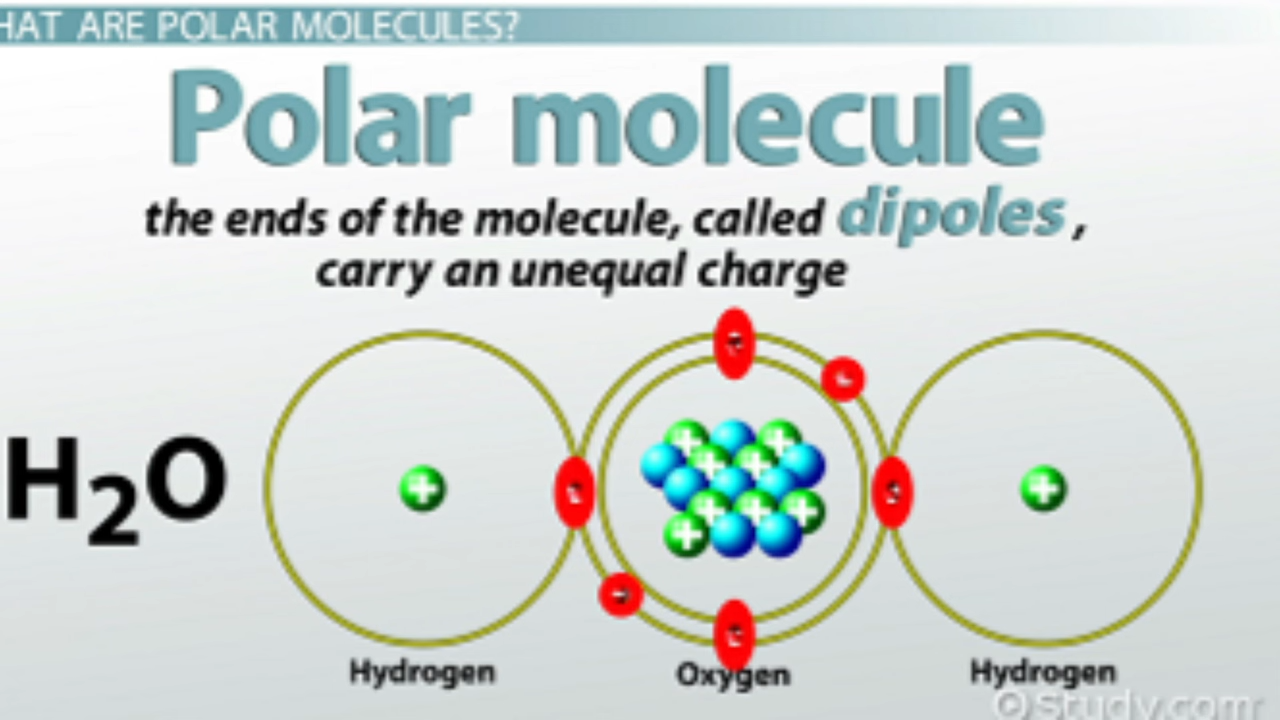 HAT ARE POLAR MOLECULES?
Polar molecule
the ends of the molecule, called dipoles,
carry an unequal charge
H₂O
Hydrogen
Oxygen
Hydrogen
Study.com